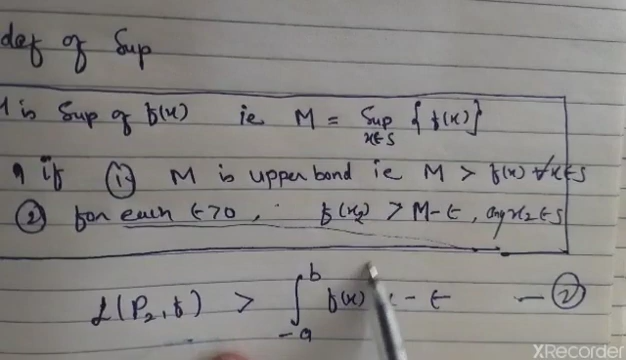 def of Sup
M is Sup of f(x) ie M = Sup {f(x)}
x∈S
if ① M is upper bond ie M > f(x) ∀ x∈S
② for each ε>0, f(x₂) > M-ε, any x₂∈S
L(P₂,f) > ∫₋ₐᵇ f(x) - ε — ②
XRecorder